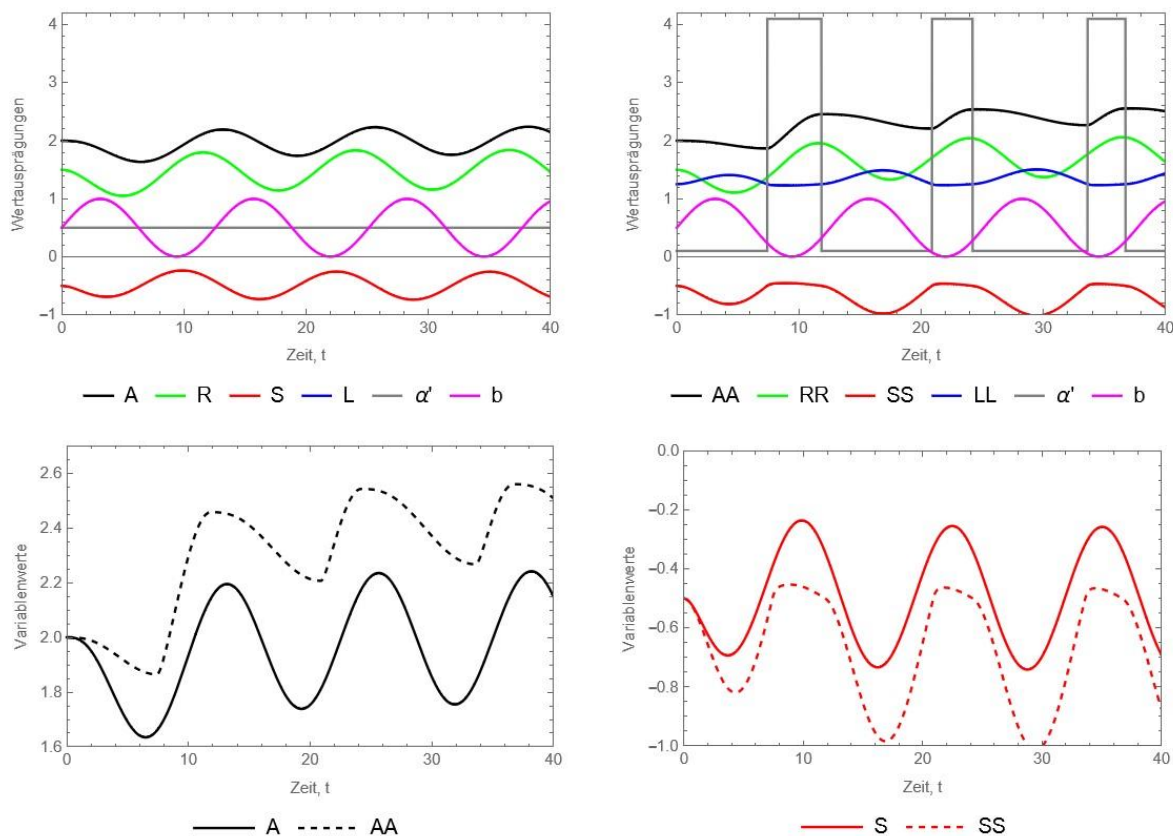 4
3
2
1
0
−1
Wertausprägungen
0 10 20 30 40
Zeit, t
A R S L α' b
4
3
2
1
0
−1
Wertausprägungen
0 10 20 30 40
Zeit, t
AA RR SS LL α' b
2.6
2.4
2.2
2.0
1.8
1.6
Variablenwerte
0 10 20 30 40
Zeit, t
A AA
0.0
−0.2
−0.4
−0.6
−0.8
−1.0
Variablenwerte
0 10 20 30 40
Zeit, t
S SS